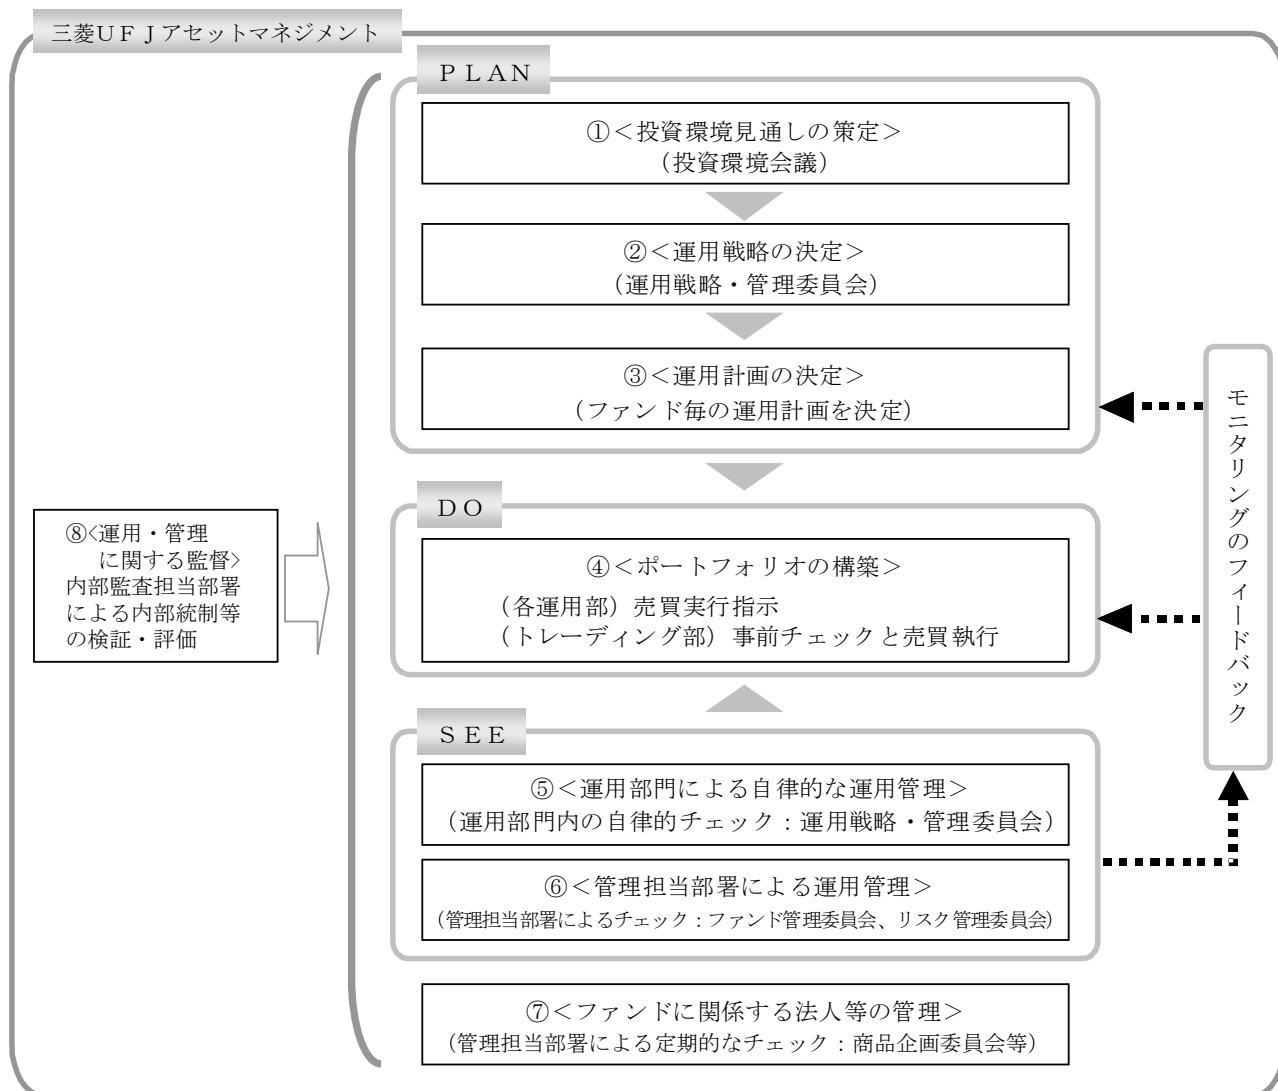 三菱UFJアセットマネジメント
PLAN
①＜投資環境見通しの策定＞
（投資環境会議）
②＜運用戦略の決定＞
（運用戦略・管理委員会）
③＜運用計画の決定＞
（ファンド毎の運用計画を決定）
DO
④＜ポートフォリオの構築＞
（各運用部）売買実行指示
（トレーディング部）事前チェックと売買執行
SEE
⑤＜運用部門による自律的な運用管理＞
（運用部門内の自律的チェック：運用戦略・管理委員会）
⑥＜管理担当部署による運用管理＞
（管理担当部署によるチェック：ファンド管理委員会、リスク管理委員会）
⑦＜ファンドに関係する法人等の管理＞
（管理担当部署による定期的なチェック：商品企画委員会等）
⑧<運用・管理
に関する監督>
内部監査担当部署
による内部統制等
の検証・評価
モニタリングのフィードバック